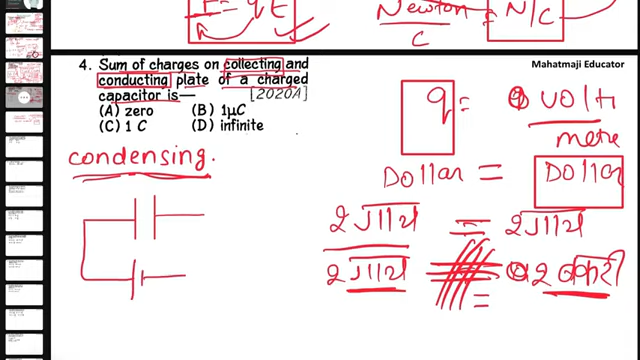 E = qE
Newton = N/C
C
4. Sum of charges on collecting and
conducting plate of a charged
capacitor is— [2020A]
(A) zero (B) 1μC
(C) 1 C (D) infinite
Mahatmaji Educator
condensing.
q = volt
metre
Dollar = Dollar
2 गाय = 2 गाय
2 गाय = 2 बकरी